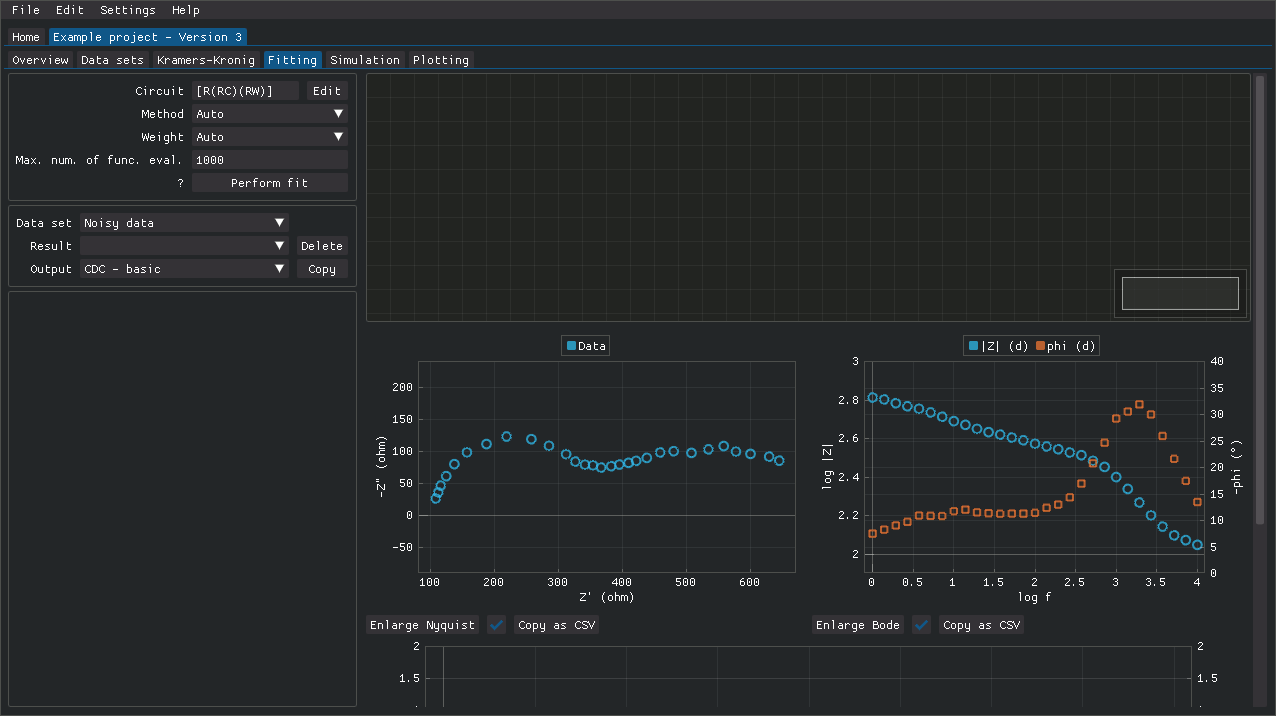 File Edit Settings Help
Home Example project - Version 3
Overview Data sets Kramers-Kronig Fitting Simulation Plotting
Circuit [R(RC)(RW)] Edit
Method Auto
Weight Auto
Max. num. of func. eval. 1000
? Perform fit
Data set Noisy data
Result Delete
Output CDC - basic Copy
Data
-Z" (ohm)
200
150
100
50
0
-50
100 200 300 400 500 600
Z' (ohm)
|Z| (d) phi (d)
log |Z|
3
2.8
2.6
2.4
2.2
2
40
35
30
25
20
15
10
5
0
-phi (°)
0 0.5 1 1.5 2 2.5 3 3.5 4
log f
Enlarge Nyquist Copy as CSV
Enlarge Bode Copy as CSV
2 2
1.5 1.5